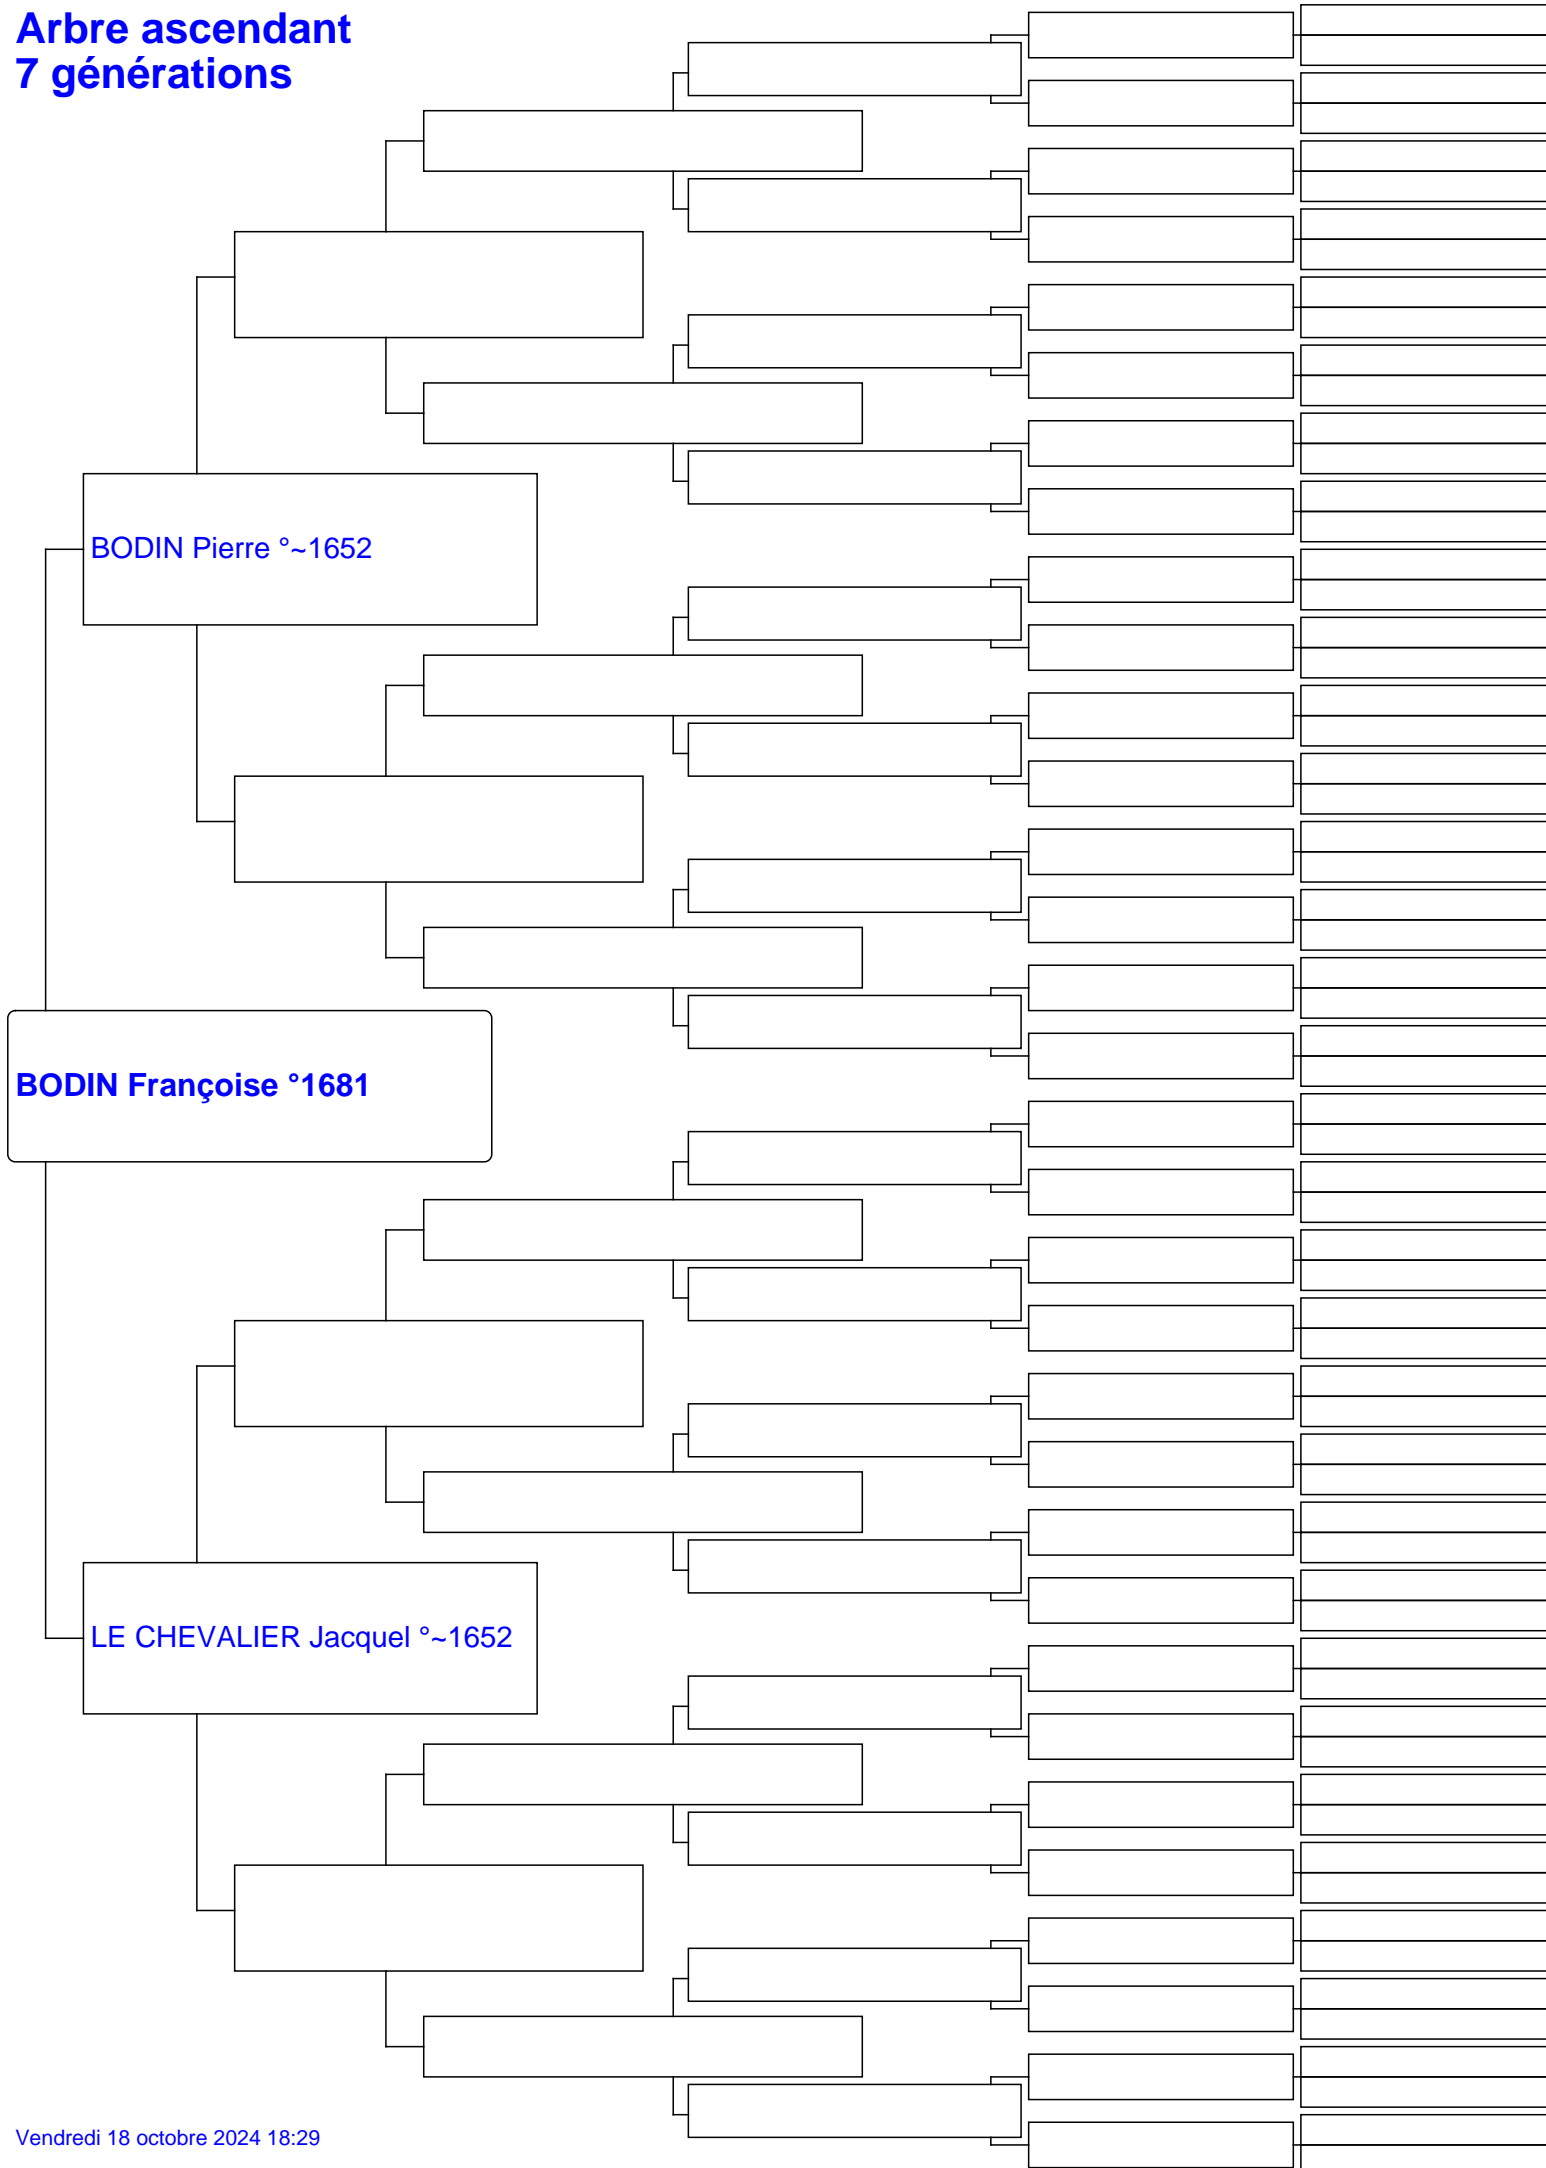 Arbre ascendant
7 générations
BODIN Pierre °~1652
BODIN Françoise °1681
LE CHEVALIER Jacquel °~1652
Vendredi 18 octobre 2024 18:29